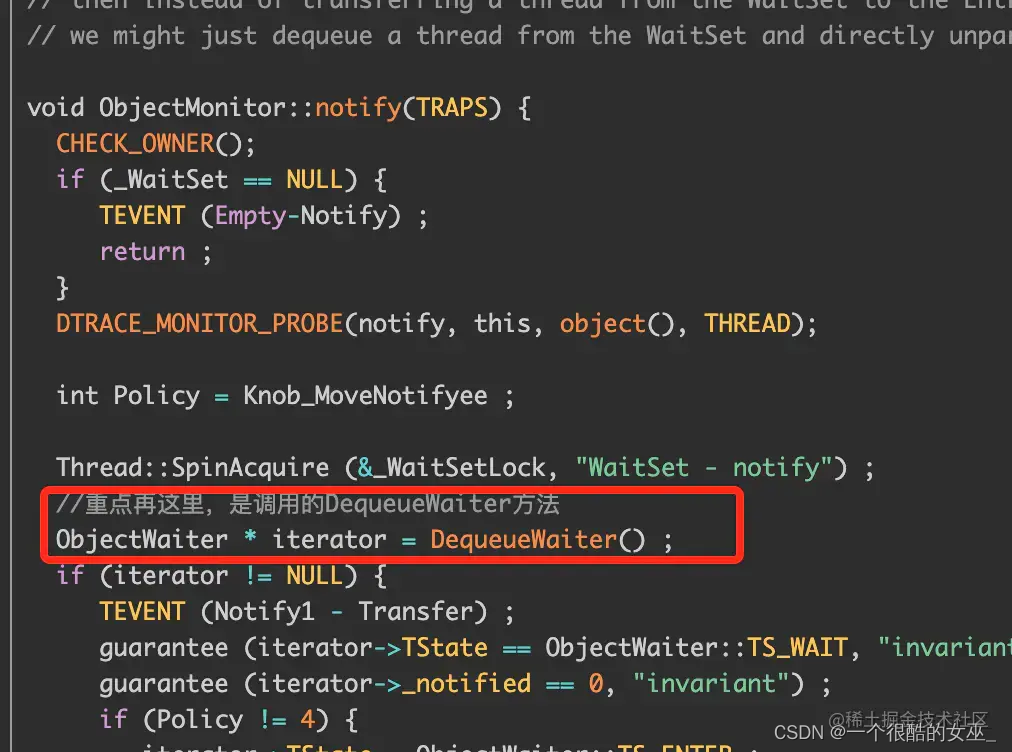 // then instead of transferring a thread from the WaitSet to the
// we might just dequeue a thread from the WaitSet and directly
void ObjectMonitor::notify(TRAPS) {
CHECK_OWNER();
if (_WaitSet == NULL) {
TEVENT (Empty-Notify) ;
return ;
}
DTRACE_MONITOR_PROBE(notify, this, object(), THREAD);
int Policy = Knob_MoveNotifyee ;
Thread::SpinAcquire (&_WaitSetLock, "WaitSet - notify") ;
//重点再这里，是调用的DequeueWaiter方法
ObjectWaiter * iterator = DequeueWaiter() ;
if (iterator != NULL) {
TEVENT (Notify1 - Transfer) ;
guarantee (iterator->TState == ObjectWaiter::TS_WAIT, "invariant
guarantee (iterator->_notified == 0, "invariant") ;
if (Policy != 4) {
@稀土掘金技术社区
CSDN @一个很酷的女巫_
iterator->TState = ObjectWaiter::TS_ENTER ;